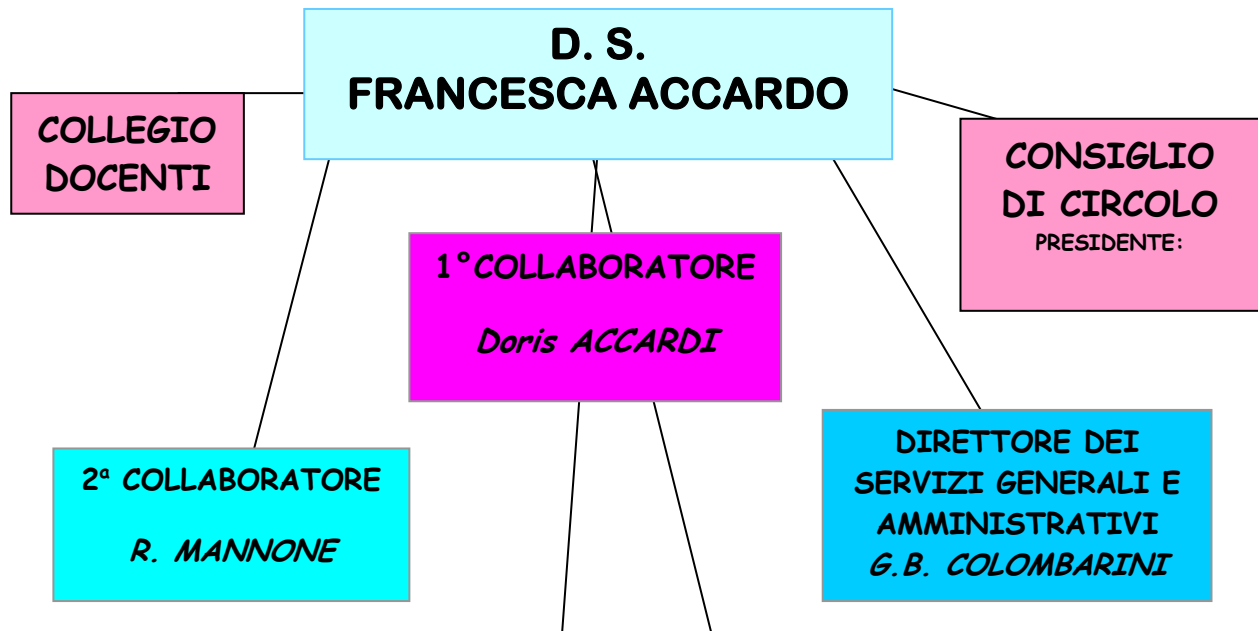 D. S.
FRANCESCA ACCARDO
COLLEGIO
DOCENTI
CONSIGLIO
DI CIRCOLO
PRESIDENTE:
1°COLLABORATORE
Doris ACCARDI
2ª COLLABORATORE
R. MANNONE
DIRETTORE DEI
SERVIZI GENERALI E
AMMINISTRATIVI
G.B. COLOMBARINI